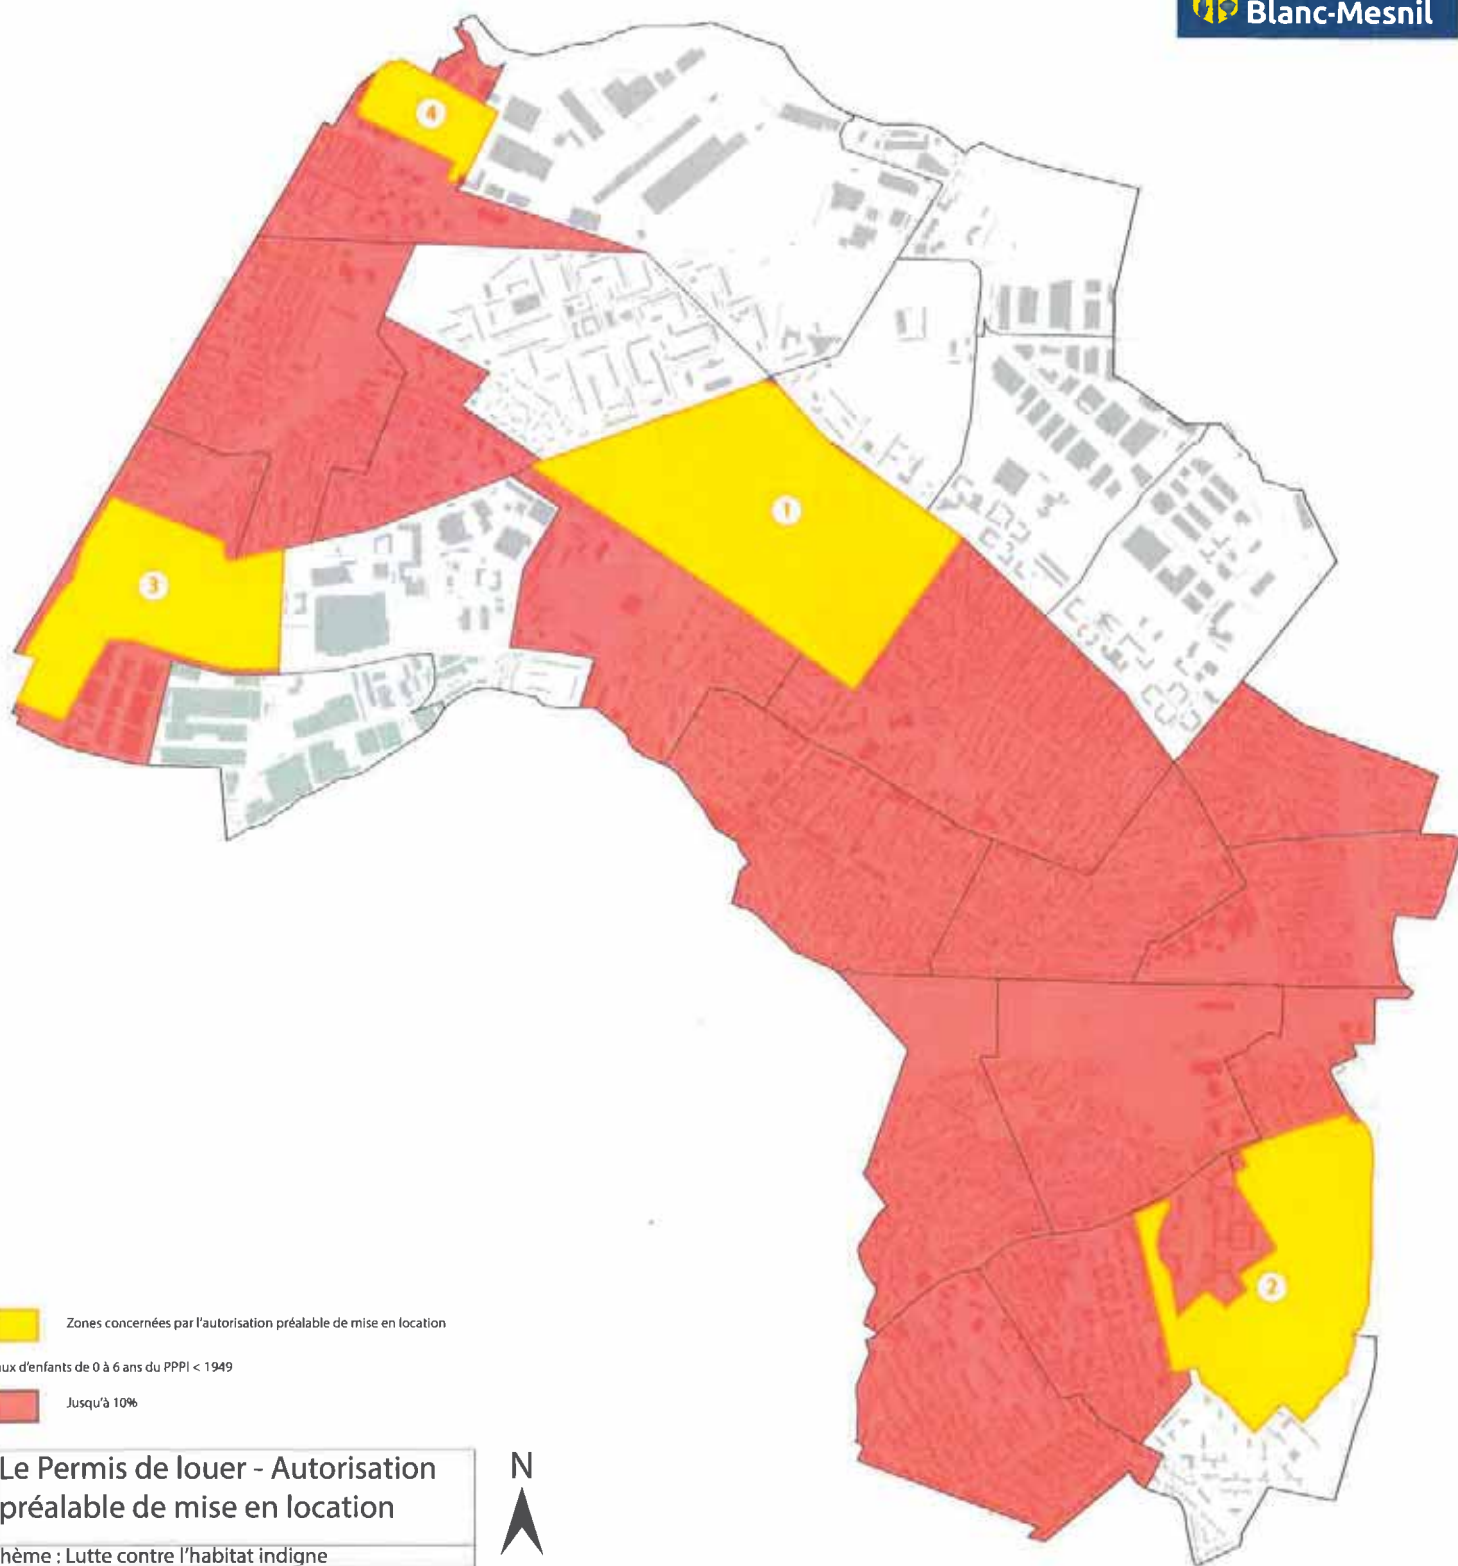 Blanc-Mesnil
4
1
3
2
Zones concernées par l'autorisation préalable de mise en location
aux d'enfants de 0 à 6 ans du PPPI < 1949
Jusqu'à 10%
Le Permis de louer - Autorisation
préalable de mise en location
N
hème : Lutte contre l'habitat indigne